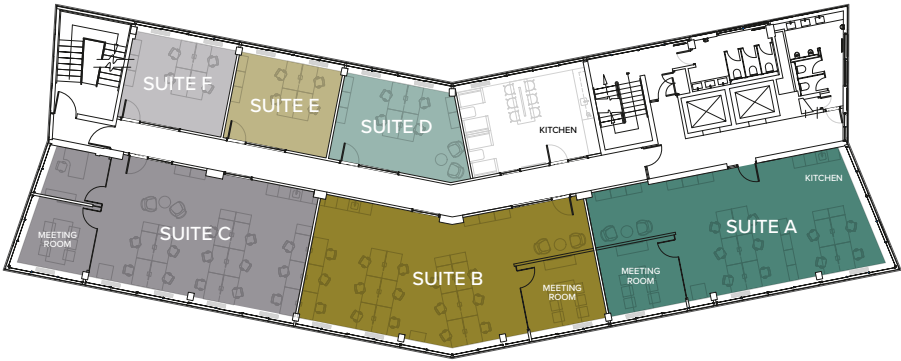 SUITE F
SUITE E
SUITE D
KITCHEN
KITCHEN
SUITE C
MEETING
ROOM
SUITE B
MEETING
ROOM
SUITE A
MEETING
ROOM